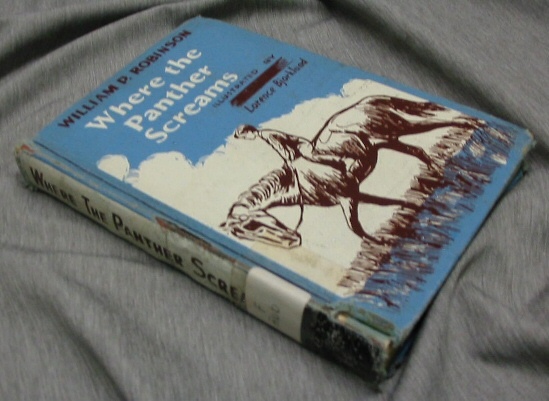 WILLIAM P. ROBINSON
Where the
Panther
Screams
ILLUSTRATED BY
Lorence Bjorklund
WHERE THE PANTHER SCREA
F